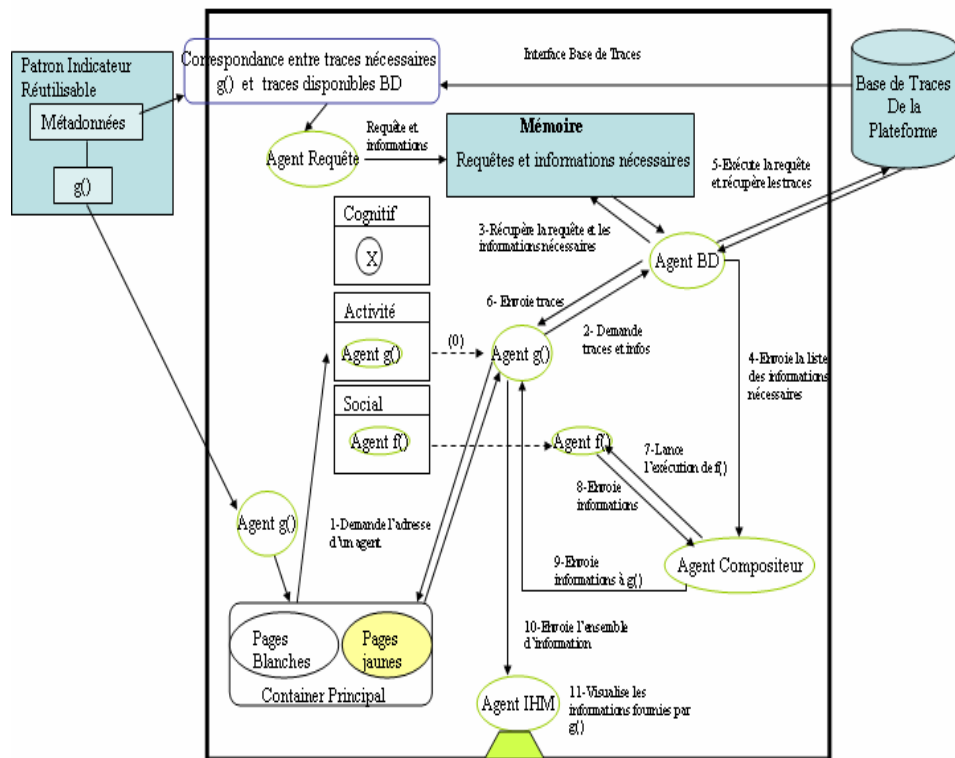 Patron Indicateur
Réutilisable
Métadonnées
g()
Correspondance entre traces nécessaires
g() et traces disponibles BD
Interface Base de Traces
Base de Traces
De la
Plateforme
Agent Requête
Requête et
informations
Mémoire
Requêtes et informations nécessaires
5-Exécute la requête
et récupère les traces
Cognitif
X
3-Récupère la requête et les
informations nécessaires
Agent BD
Activité
Agent g()
(0)
6- Envoie traces
Agent g()
2- Demande
traces et infos
4-Envoie la liste
des informations
nécessaires
Social
Agent f()
Agent f()
7-Lance
l'exécution de f()
8-Envoie
informations
Agent g()
1-Demande l'adresse
d'un agent
9-Envoie
informations à g()
Agent Compositeur
Pages
Blanches
Pages
jaunes
Container Principal
10-Envoie l'ensemble
d'information
Agent IHM
11-Visualise les
informations fournies par
g()